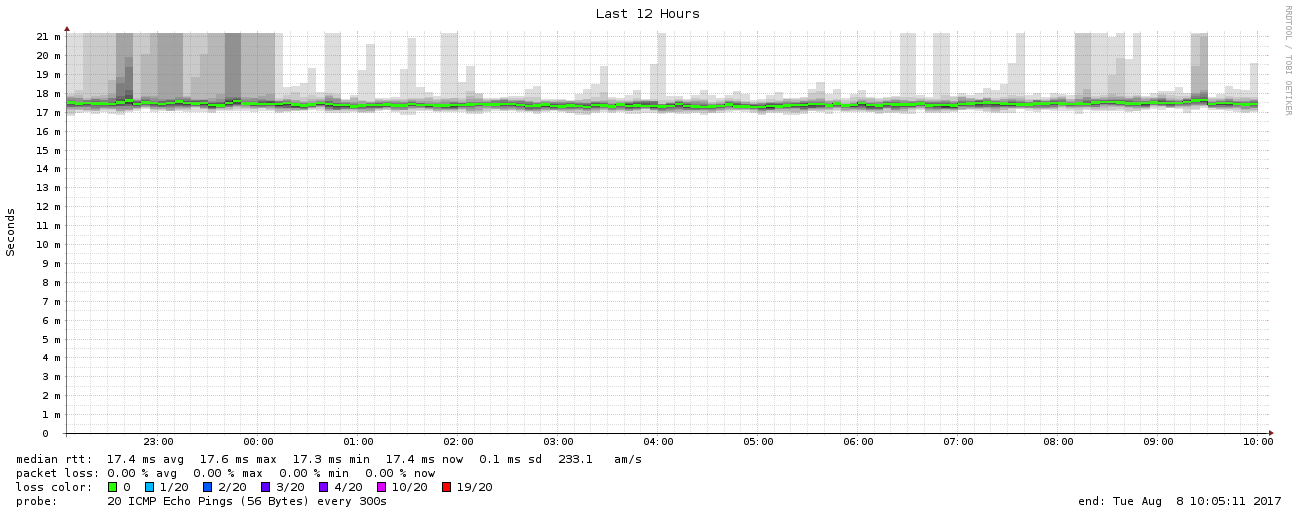 Last 12 Hours
RRDTOOL / TOBI OETIKER
Seconds
21 m
20 m
19 m
18 m
17 m
16 m
15 m
14 m
13 m
12 m
11 m
10 m
9 m
8 m
7 m
6 m
5 m
4 m
3 m
2 m
1 m
0
23:00 00:00 01:00 02:00 03:00 04:00 05:00 06:00 07:00 08:00 09:00 10:00
median rtt: 17.4 ms avg 17.6 ms max 17.3 ms min 17.4 ms now 0.1 ms sd 233.1 am/s
packet loss: 0.00 % avg 0.00 % max 0.00 % min 0.00 % now
loss color: 0 1/20 2/20 3/20 4/20 10/20 19/20
probe: 20 ICMP Echo Pings (56 Bytes) every 300s end: Tue Aug 8 10:05:11 2017